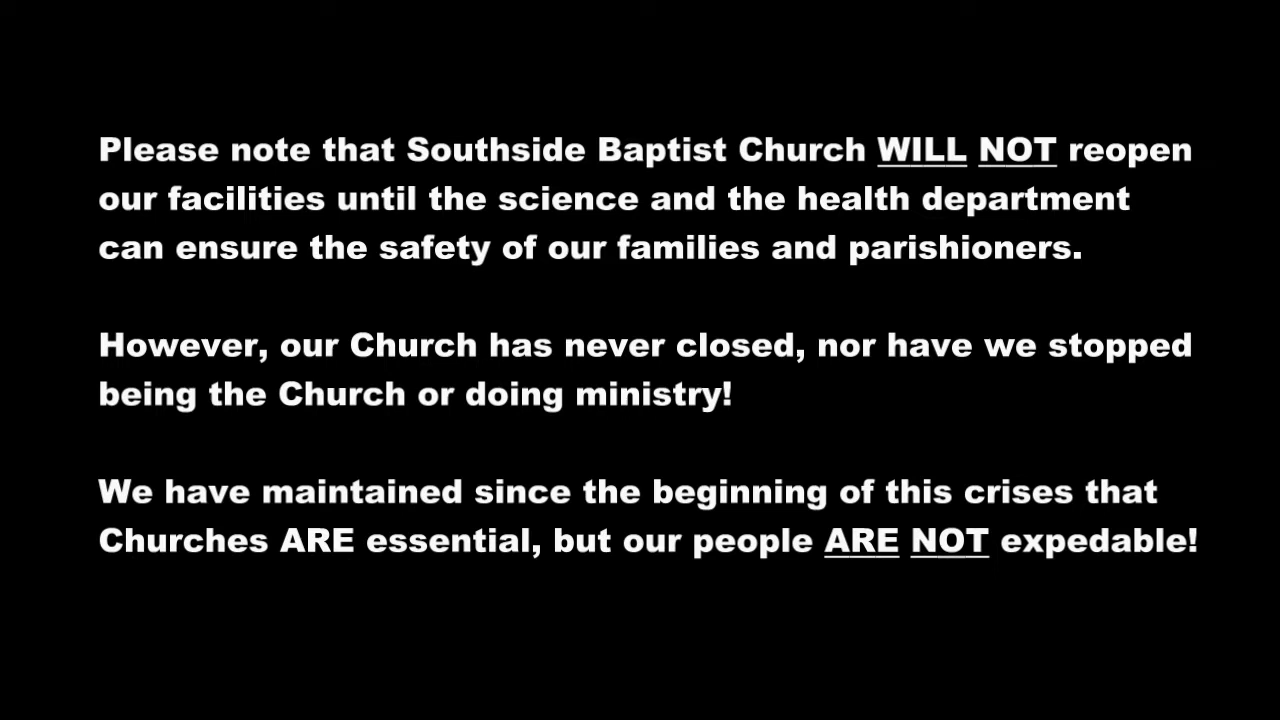 Please note that Southside Baptist Church WILL NOT reopen
our facilities until the science and the health department
can ensure the safety of our families and parishioners.
However, our Church has never closed, nor have we stopped
being the Church or doing ministry!
We have maintained since the beginning of this crises that
Churches ARE essential, but our people ARE NOT expedable!